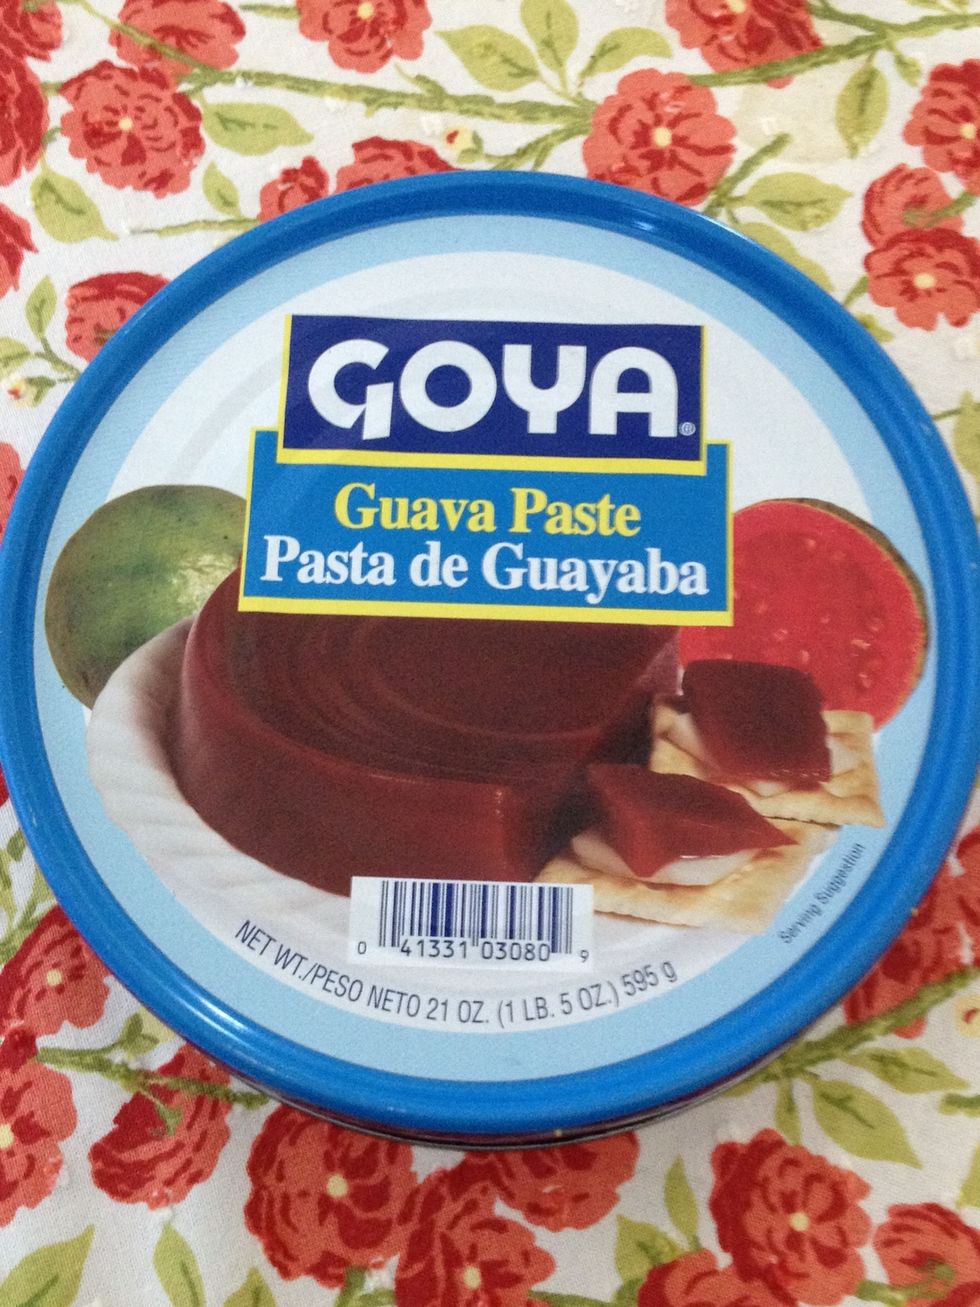 GOYA®
Guava Paste
Pasta de Guayaba
Serving Suggestion
0 41331 03080 9
NET WT./PESO NETO 21 OZ. (1 LB. 5 OZ.) 595 g